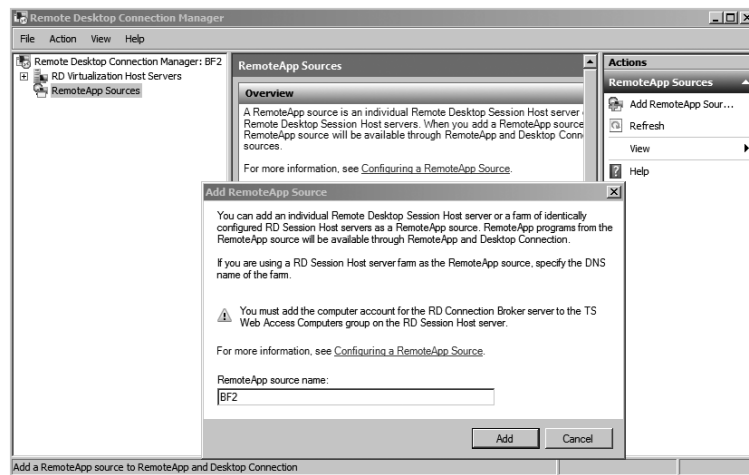 Remote Desktop Connection Manager
File Action View Help
Remote Desktop Connection Manager: BF2
RD Virtualization Host Servers
RemoteApp Sources
RemoteApp Sources
Overview
A RemoteApp source is an individual Remote Desktop Session Host server
Remote Desktop Session Host servers. When you add a RemoteApp source
RemoteApp source will be available through RemoteApp and Desktop Conn
sources.
For more information, see Configuring a RemoteApp Source.
Actions
RemoteApp Sources
Add RemoteApp Sour...
Refresh
View
Help
Add RemoteApp Source
You can add an individual Remote Desktop Session Host server or a farm of identically
configured RD Session Host servers as a RemoteApp source. RemoteApp programs from the
RemoteApp source will be available through RemoteApp and Desktop Connection.
If you are using a RD Session Host server farm as the RemoteApp source, specify the DNS
name of the farm.
You must add the computer account for the RD Connection Broker server to the TS
Web Access Computers group on the RD Session Host server.
For more information, see Configuring a RemoteApp Source.
RemoteApp source name:
BF2
Add Cancel
Add a RemoteApp source to RemoteApp and Desktop Connection